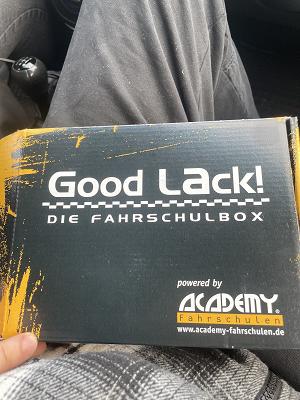 Good LAck!
DIE FAHRSCHULBOX
powered by
ACADEMY®
Fahrschulen
www.academy-fahrschulen.de